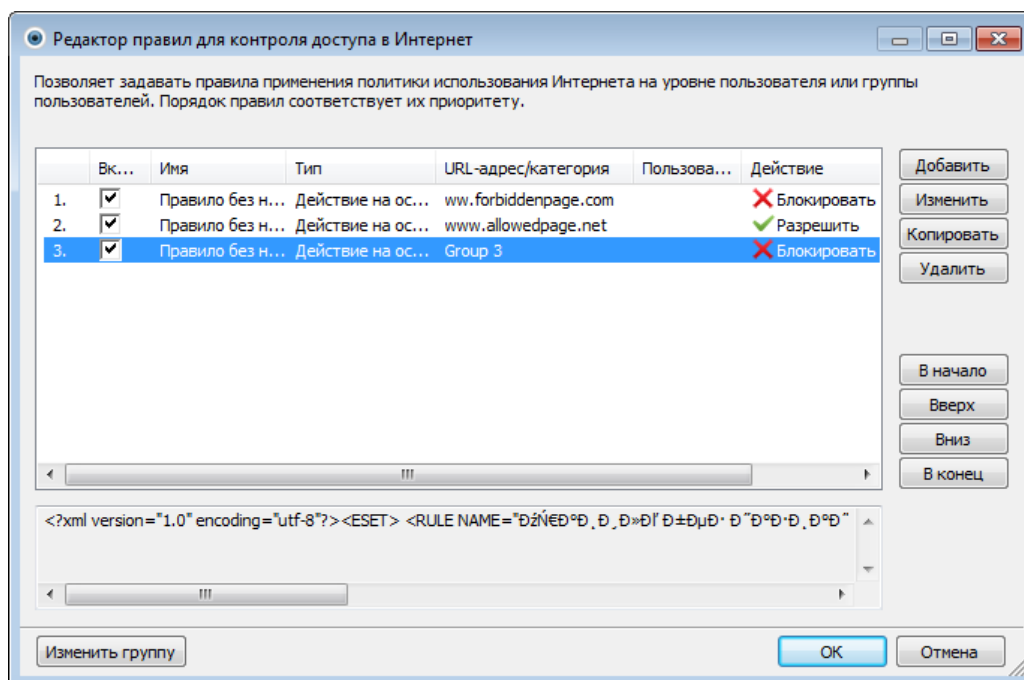 Редактор правил для контроля доступа в Интернет
Позволяет задавать правила применения политики использования Интернета на уровне пользователя или группы
пользователей. Порядок правил соответствует их приоритету.
Вк... Имя Тип URL-адрес/категория Пользова... Действие
1. Правило без н... Действие на ос... ww.forbiddenpage.com Блокировать
2. Правило без н... Действие на ос... www.allowedpage.net Разрешить
3. Правило без н... Действие на ос... Group 3 Блокировать
Добавить
Изменить
Копировать
Удалить
В начало
Вверх
Вниз
В конец
<?xml version="1.0" encoding="utf-8"?><ESET> <RULE NAME="
Изменить группу
OK
Отмена